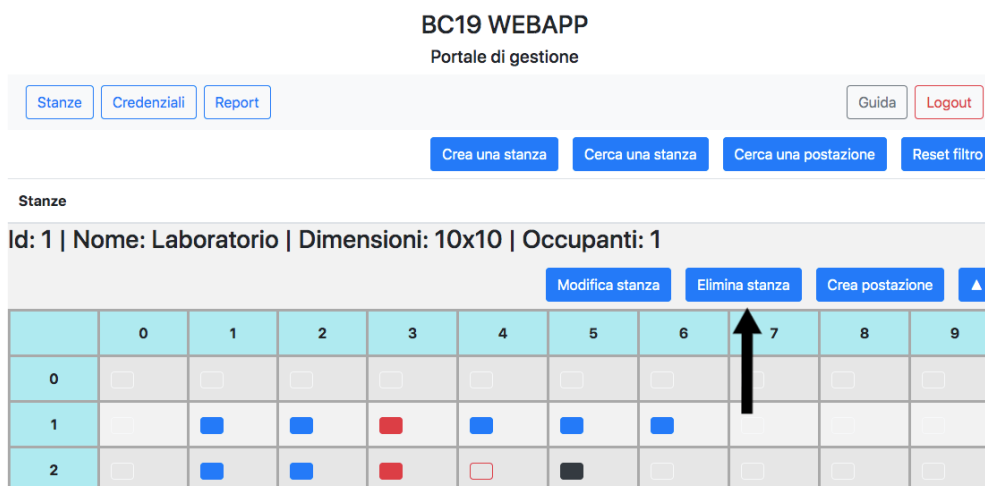 BC19 WEBAPP
Portale di gestione
Stanze Credenziali Report Guida Logout
Crea una stanza Cerca una stanza Cerca una postazione Reset filtro
Stanze
Id: 1 | Nome: Laboratorio | Dimensioni: 10x10 | Occupanti: 1
Modifica stanza Elimina stanza Crea postazione ▲
0 1 2 3 4 5 6 7 8 9
0
1
2